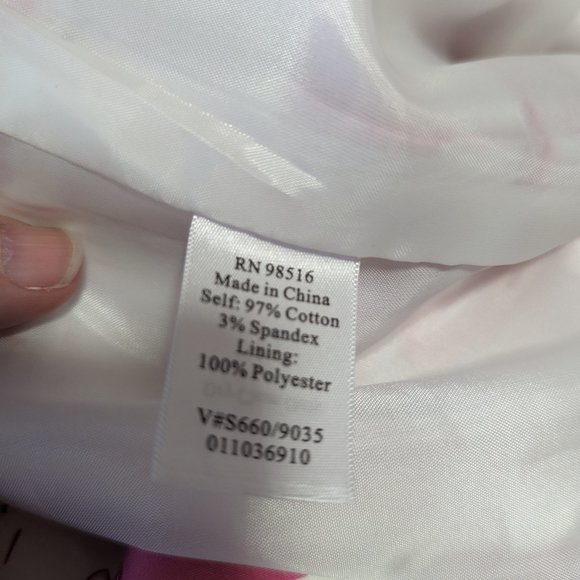 RN 98516
Made in China
Self: 97% Cotton
3% Spandex
Lining:
100% Polyester
V#S660/9035
011036910